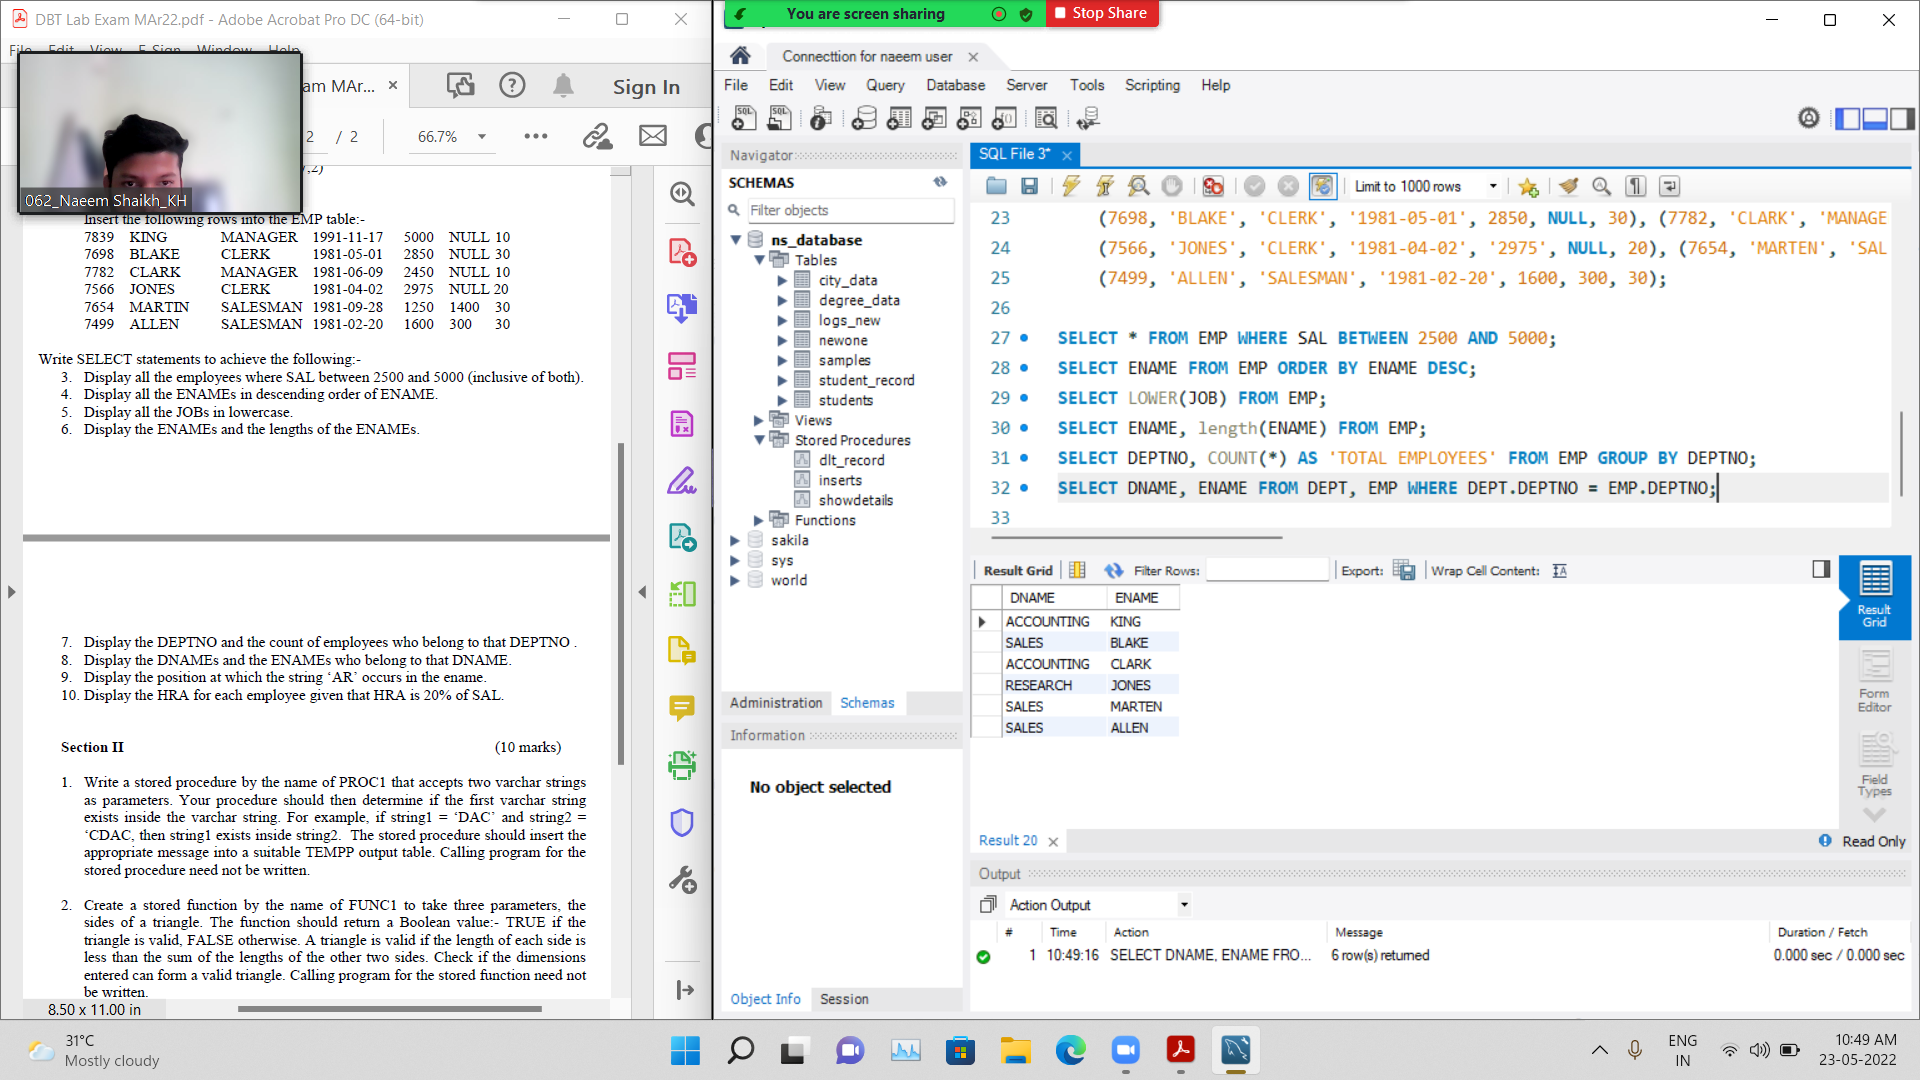 DBT Lab Exam MAr22.pdf - Adobe Acrobat Pro DC (64-bit)
File Edit View E-Sign Window Help
am MAr...
Sign In
2 / 2
66.7%
062_Naeem Shaikh_KH
Insert the following rows into the EMP table:-
7839 KING MANAGER 1991-11-17 5000 NULL 10
7698 BLAKE CLERK 1981-05-01 2850 NULL 30
7782 CLARK MANAGER 1981-06-09 2450 NULL 10
7566 JONES CLERK 1981-04-02 2975 NULL 20
7654 MARTIN SALESMAN 1981-09-28 1250 1400 30
7499 ALLEN SALESMAN 1981-02-20 1600 300 30
Write SELECT statements to achieve the following:-
3. Display all the employees where SAL between 2500 and 5000 (inclusive of both).
4. Display all the ENAMEs in descending order of ENAME.
5. Display all the JOBs in lowercase.
6. Display the ENAMEs and the lengths of the ENAMEs.
7. Display the DEPTNO and the count of employees who belong to that DEPTNO .
8. Display the DNAMEs and the ENAMEs who belong to that DNAME.
9. Display the position at which the string ‘AR’ occurs in the ename.
10. Display the HRA for each employee given that HRA is 20% of SAL.
Section II (10 marks)
1. Write a stored procedure by the name of PROC1 that accepts two varchar strings
as parameters. Your procedure should then determine if the first varchar string
exists inside the varchar string. For example, if string1 = ‘DAC’ and string2 =
‘CDAC, then string1 exists inside string2. The stored procedure should insert the
appropriate message into a suitable TEMPP output table. Calling program for the
stored procedure need not be written.
2. Create a stored function by the name of FUNC1 to take three parameters, the
sides of a triangle. The function should return a Boolean value:- TRUE if the
triangle is valid, FALSE otherwise. A triangle is valid if the length of each side is
less than the sum of the lengths of the other two sides. Check if the dimensions
entered can form a valid triangle. Calling program for the stored function need not
be written.
8.50 x 11.00 in
You are screen sharing
Stop Share
Connecttion for naeem user
File Edit View Query Database Server Tools Scripting Help
Navigator
SCHEMAS
Filter objects
ns_database
Tables
city_data
degree_data
logs_new
newone
samples
student_record
students
Views
Stored Procedures
dlt_record
inserts
showdetails
Functions
sakila
sys
world
Administration Schemas
Information
No object selected
Object Info Session
SQL File 3*
Limit to 1000 rows
23 (7698, 'BLAKE', 'CLERK', '1981-05-01', 2850, NULL, 30), (7782, 'CLARK', 'MANAGE
24 (7566, 'JONES', 'CLERK', '1981-04-02', '2975', NULL, 20), (7654, 'MARTEN', 'SAL
25 (7499, 'ALLEN', 'SALESMAN', '1981-02-20', 1600, 300, 30);
26
27 SELECT * FROM EMP WHERE SAL BETWEEN 2500 AND 5000;
28 SELECT ENAME FROM EMP ORDER BY ENAME DESC;
29 SELECT LOWER(JOB) FROM EMP;
30 SELECT ENAME, length(ENAME) FROM EMP;
31 SELECT DEPTNO, COUNT(*) AS 'TOTAL EMPLOYEES' FROM EMP GROUP BY DEPTNO;
32 SELECT DNAME, ENAME FROM DEPT, EMP WHERE DEPT.DEPTNO = EMP.DEPTNO;
33
Result Grid Filter Rows: Export: Wrap Cell Content:
DNAME ENAME
ACCOUNTING KING
SALES BLAKE
ACCOUNTING CLARK
RESEARCH JONES
SALES MARTEN
SALES ALLEN
Result Grid
Form Editor
Field Types
Result 20
Read Only
Output
Action Output
# Time Action Message Duration / Fetch
1 10:49:16 SELECT DNAME, ENAME FRO... 6 row(s) returned 0.000 sec / 0.000 sec
31°C
Mostly cloudy
ENG
IN
10:49 AM
23-05-2022